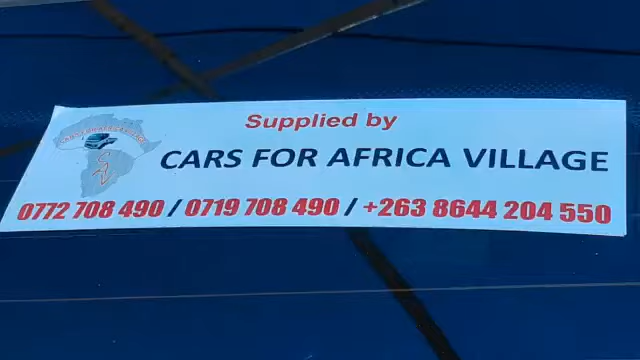 Supplied by
CARS FOR AFRICA VILLAGE
0772 708 490 / 0719 708 490 / +263 8644 204 550